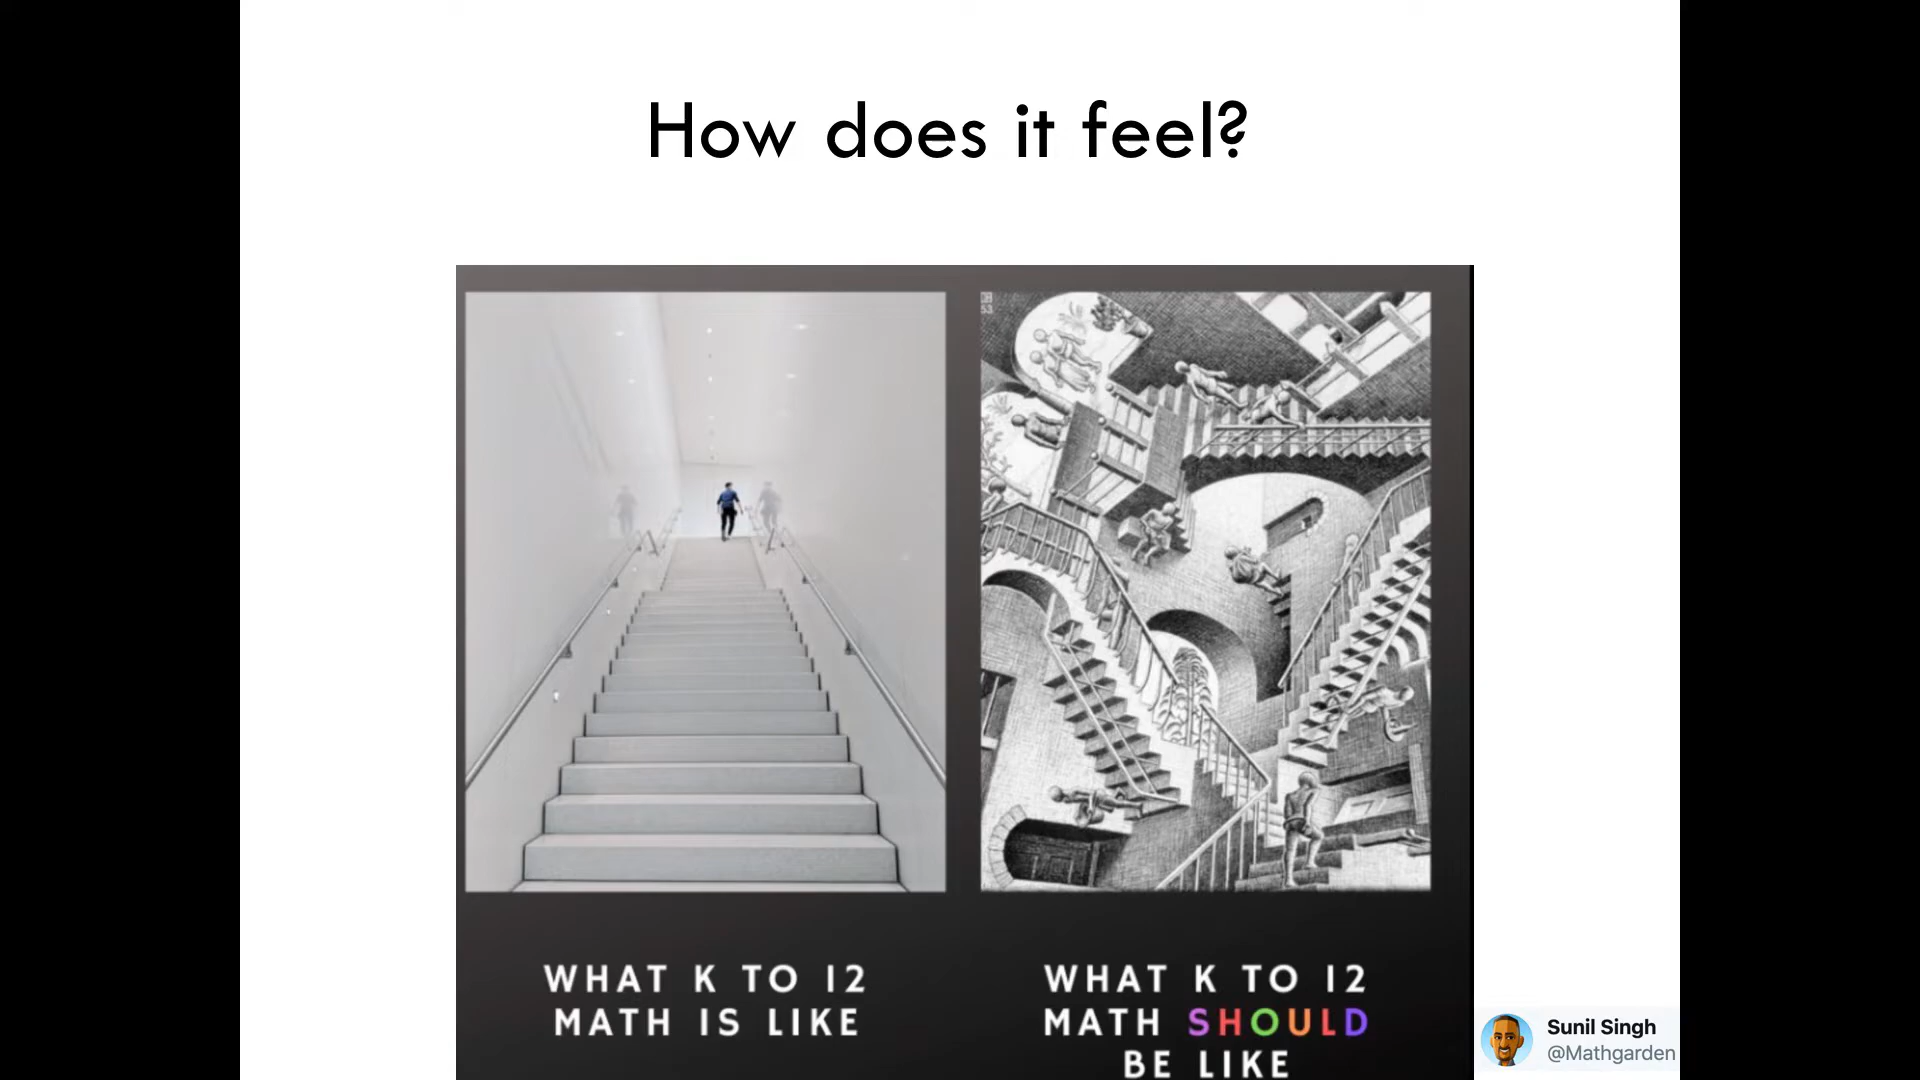 How does it feel?
53
WHAT K TO 12
MATH IS LIKE
WHAT K TO 12
MATH SHOULD
BE LIKE
Sunil Singh
@Mathgarden